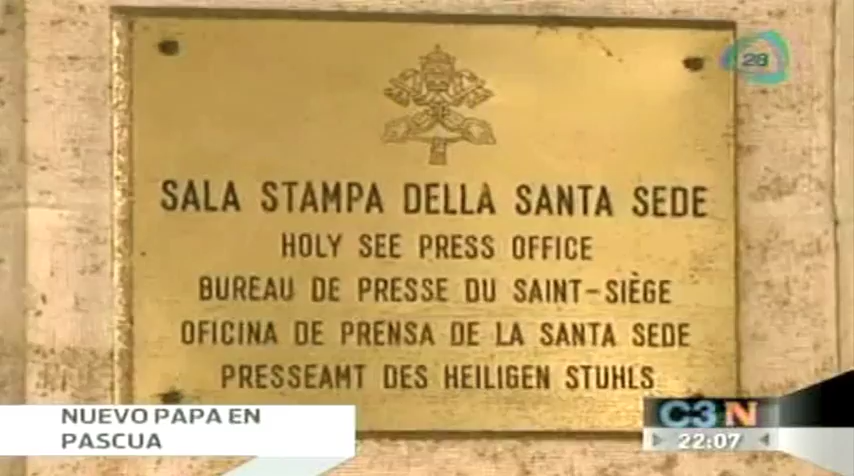 28
SALA STAMPA DELLA SANTA SEDE
HOLY SEE PRESS OFFICE
BUREAU DE PRESSE DU SAINT-SIÈGE
OFICINA DE PRENSA DE LA SANTA SEDE
PRESSEAMT DES HEILIGEN STUHLS
NUEVO PAPA EN
PASCUA
C3N
22:07